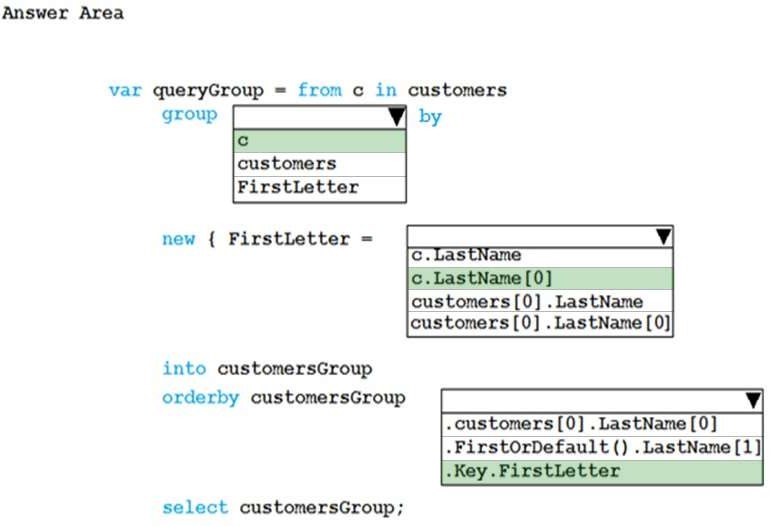 Answer Area
var queryGroup = from c in customers
group by
c
customers
FirstLetter
new { FirstLetter =
c.LastName
c.LastName[0]
customers[0].LastName
customers[0].LastName[0]
into customersGroup
orderby customersGroup
.customers[0].LastName[0]
.FirstOrDefault().LastName[1]
.Key.FirstLetter
select customersGroup;